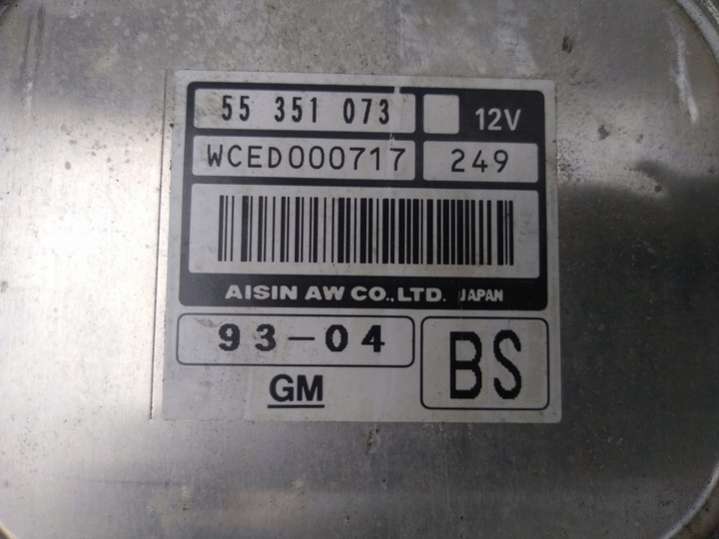 55 351 073 12V
WCED000717 249
AISIN AW CO.,LTD. JAPAN
93-04 BS
GM